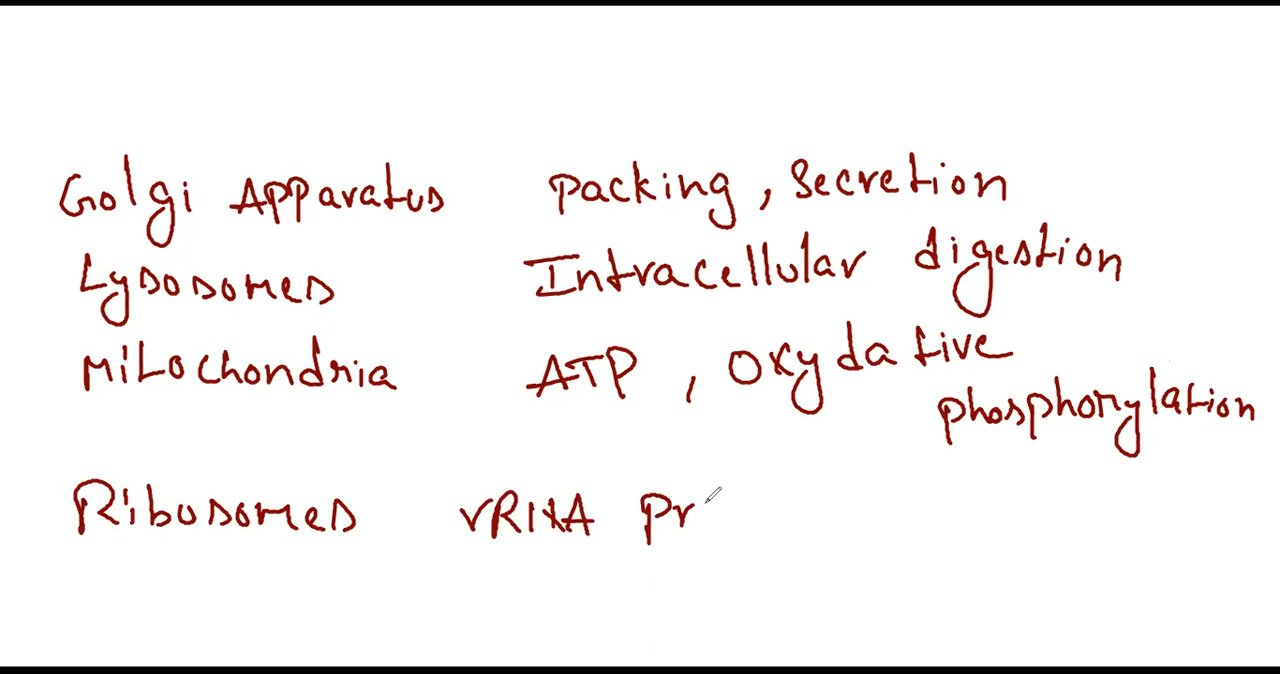 Golgi Apparatus packing, Secretion
Lysosomes Intracellular digestion
Mitochondria ATP, Oxydative
phosphorylation
Ribosomes rRNA Pr